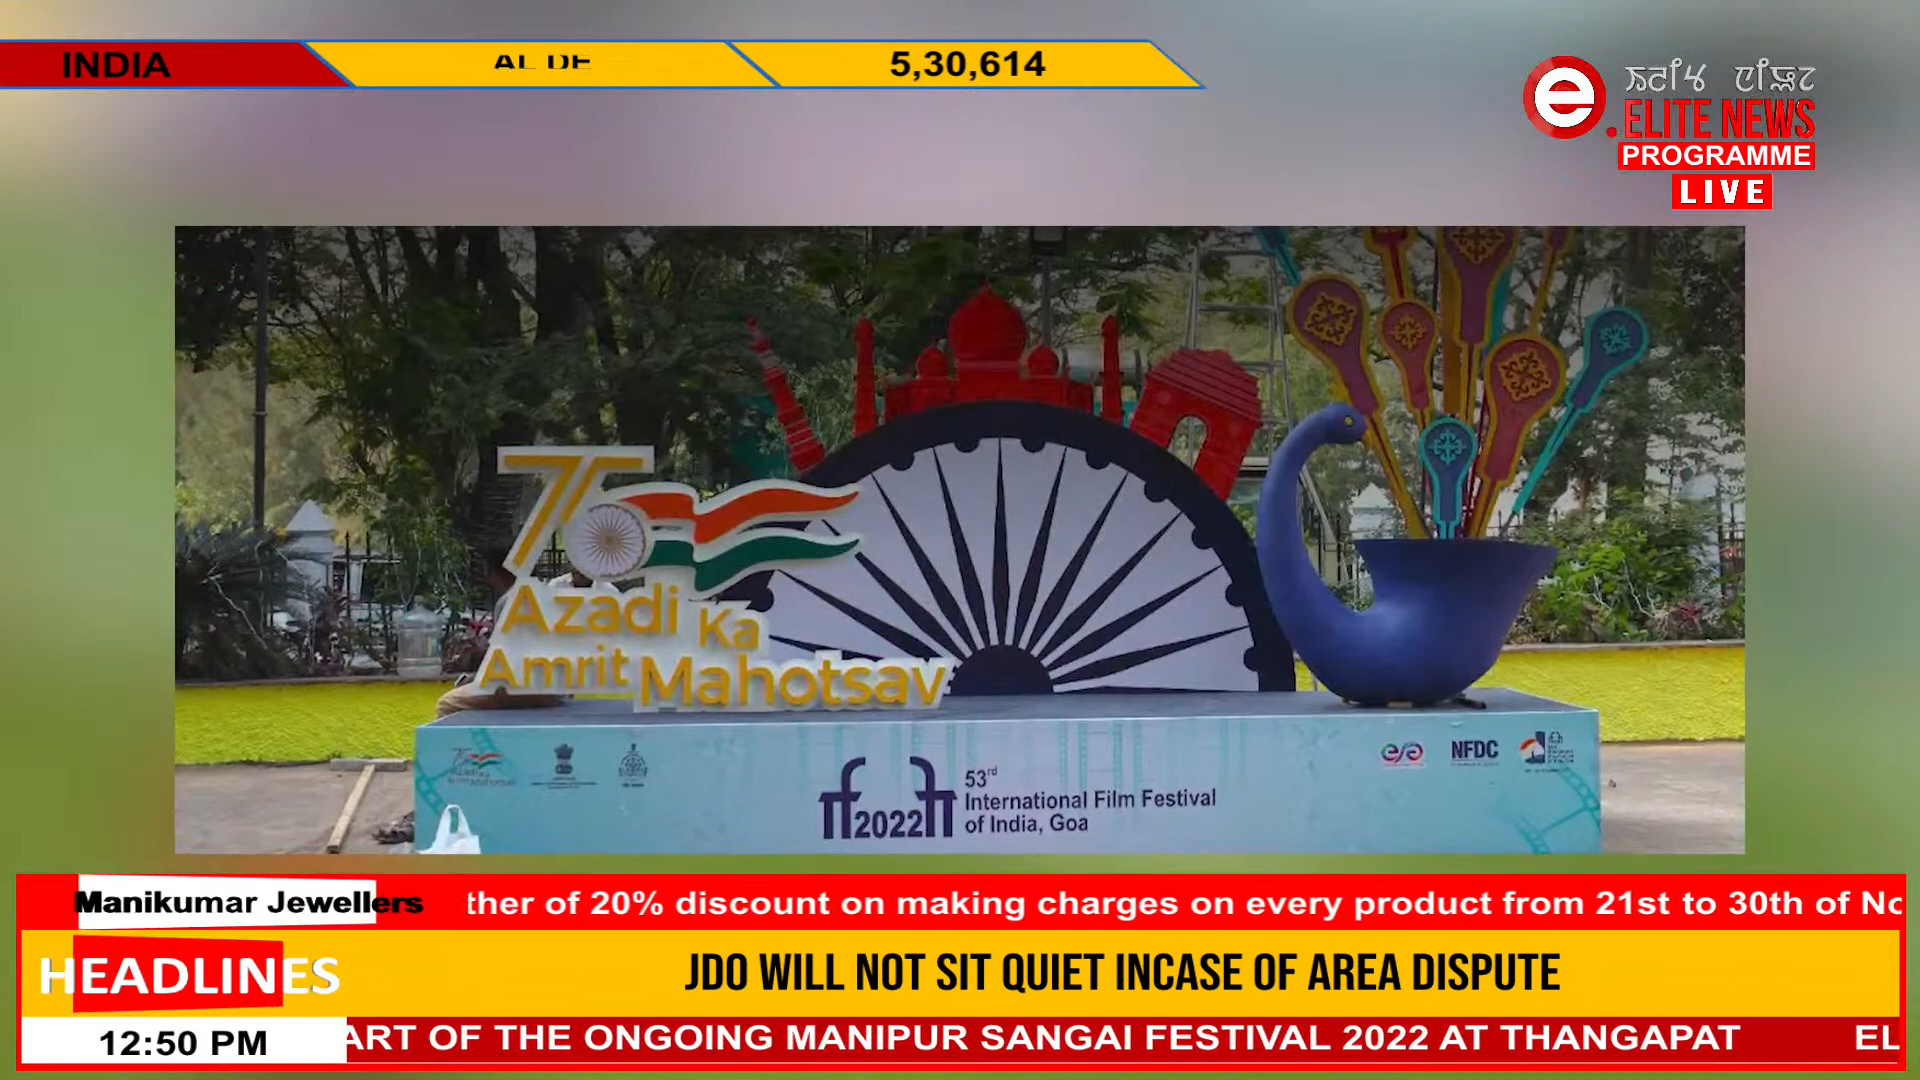 INDIA
5,30,614
e.
ELITE NEWS
PROGRAMME
LIVE
75
Azadi Ka
Amrit Mahotsav
2022
53rd
International Film Festival
of India, Goa
NFDC
Manikumar Jewellers
ther of 20% discount on making charges on every product from 21st to 30th of No
HEADLINES
JDO WILL NOT SIT QUIET INCASE OF AREA DISPUTE
12:50 PM
ART OF THE ONGOING MANIPUR SANGAI FESTIVAL 2022 AT THANGAPAT
EL